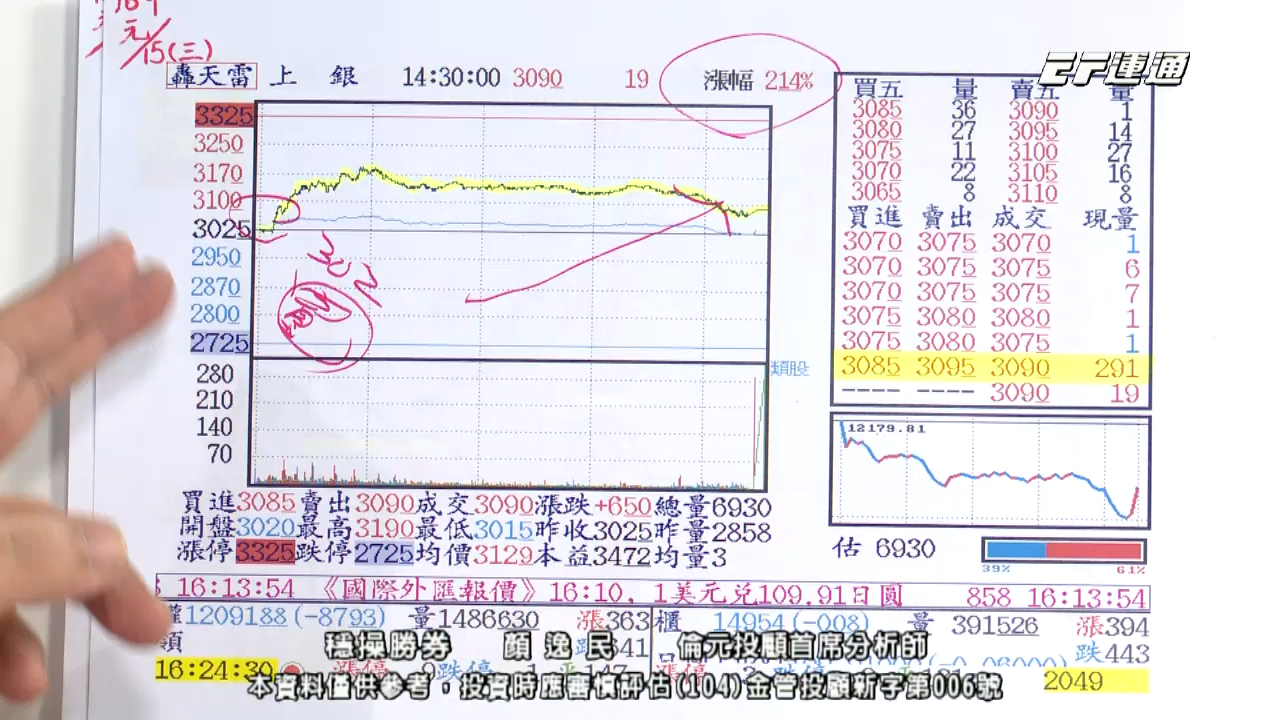 元/15(三)
EF運通
轟天雷 上銀 14:30:00 3090 19 漲幅 214%
3325
3250
3170
3100
3025
2950
2870
2800
2725
280
210
140
70
類股
買五 量 賣五 量
3085 36 3090 1
3080 27 3095 14
3075 11 3100 27
3070 22 3105 16
3065 8 3110 8
買進 賣出 成交 現量
3070 3075 3070 1
3070 3075 3075 6
3070 3075 3075 7
3075 3080 3080 1
3075 3080 3075 1
3085 3095 3090 291
---- ---- 3090 19
12179.81
估 6930
39% 61%
買進3085賣出3090成交3090漲跌+650總量6930
開盤3020最高3190最低3015昨收3025昨量2858
漲停3325跌停2725均價3129本益3472均量3
16:13:54 《國際外匯報價》16:10, 1美元兌109.91日圓 858 16:13:54
1209188(-8793) 量1486630 漲363 櫃 14954(-008) 量 391526 漲394
跌443
穩操勝券 顏逸民 倫元投顧首席分析師
16:24:30 2049
本資料僅供參考，投資時應審慎評估(104)金管投顧新字第006號